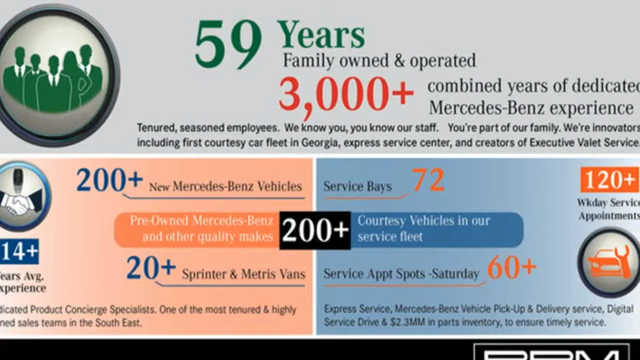 59 Years
Family owned & operated
3,000+ combined years of dedicated
Mercedes-Benz experience
Tenured, seasoned employees. We know you, you know our staff. You're part of our family. We're innovators
including first courtesy car fleet in Georgia, express service center, and creators of Executive Valet Service.
200+ New Mercedes-Benz Vehicles
Service Bays 72
120+
Wkday Service
Appointments
Pre-Owned Mercedes-Benz
and other quality makes
200+
Courtesy Vehicles in our
service fleet
14+
Years Avg.
xperience
20+ Sprinter & Metris Vans
Service Appt Spots -Saturday 60+
dicated Product Concierge Specialists. One of the most tenured & highly
ned sales teams in the South East.
Express Service, Mercedes-Benz Vehicle Pick-Up & Delivery service, Digital
Service Drive & $2.3MM in parts inventory, to ensure timely service.